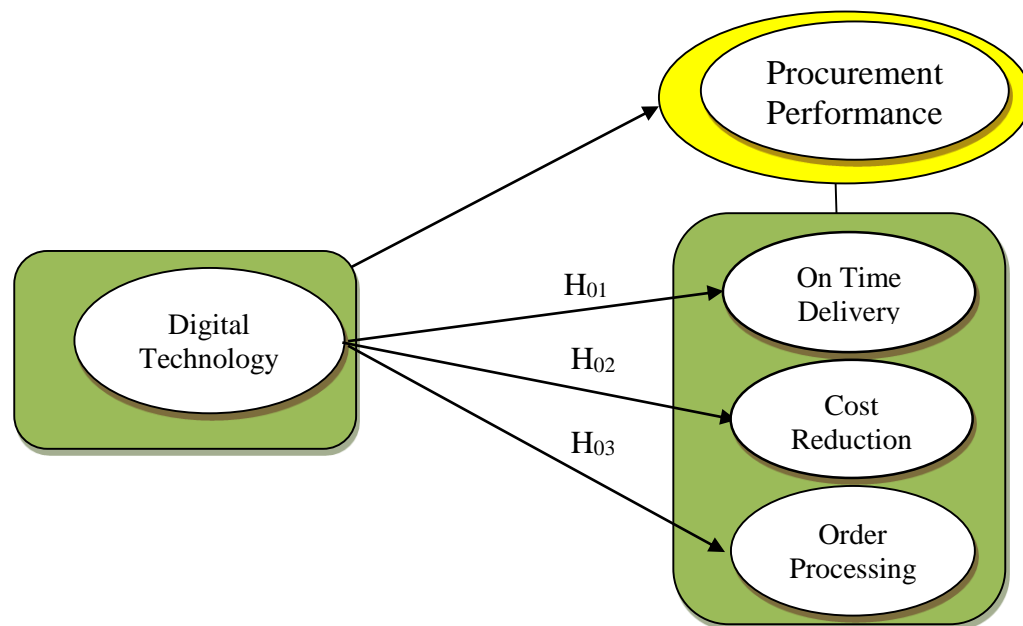 Procurement
Performance
Digital
Technology
H01
H02
H03
On Time
Delivery
Cost
Reduction
Order
Processing